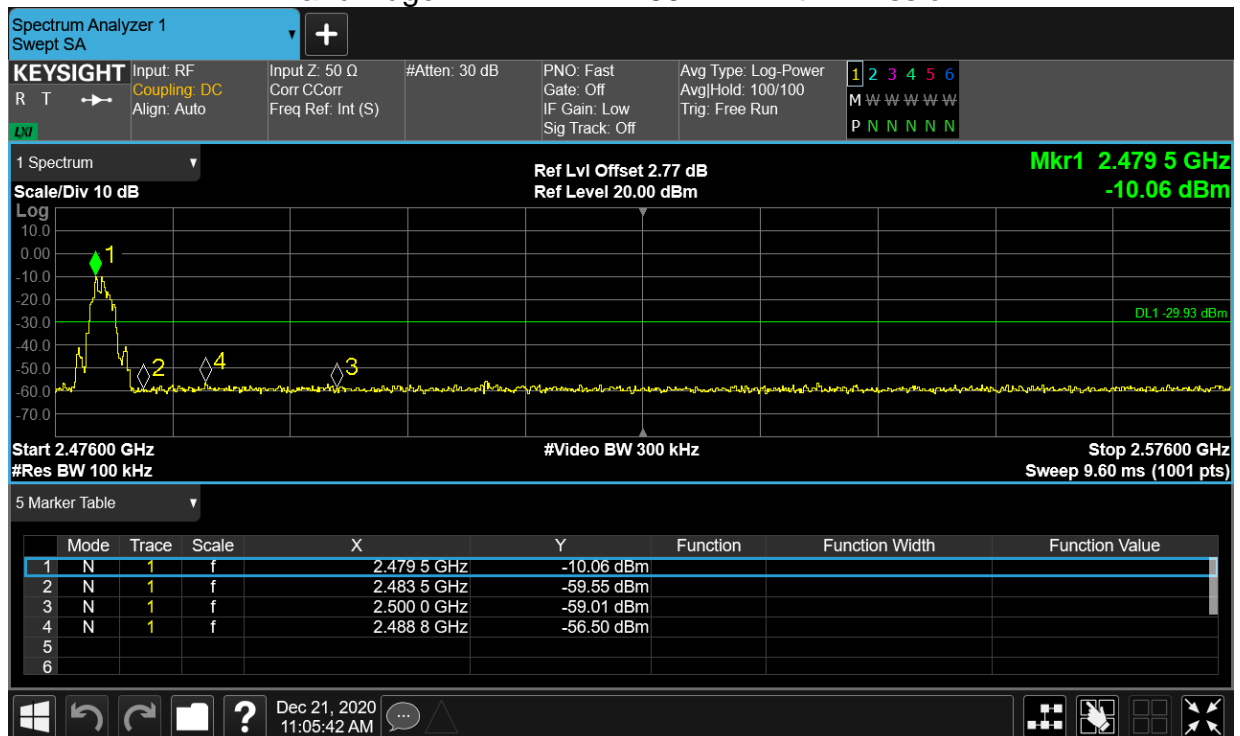 Spectrum Analyzer 1
Swept SA
KEYSIGHT Input: RF Input Z: 50 Ω #Atten: 30 dB PNO: Fast Avg Type: Log-Power 1 2 3 4 5 6
R T Coupling: DC Corr CCorr Gate: Off Avg|Hold: 100/100 M W W W W W
Align: Auto Freq Ref: Int (S) IF Gain: Low Trig: Free Run
LXI Sig Track: Off P N N N N N
1 Spectrum Ref Lvl Offset 2.77 dB Mkr1 2.479 5 GHz
Scale/Div 10 dB Ref Level 20.00 dBm -10.06 dBm
Log
10.0
0.00 1
-10.0
-20.0
-30.0 DL1 -29.93 dBm
-40.0
-50.0 2 4 3
-60.0
-70.0
Start 2.47600 GHz #Video BW 300 kHz Stop 2.57600 GHz
#Res BW 100 kHz Sweep 9.60 ms (1001 pts)
5 Marker Table
Mode Trace Scale X Y Function Function Width Function Value
1 N 1 f 2.479 5 GHz -10.06 dBm
2 N 1 f 2.483 5 GHz -59.55 dBm
3 N 1 f 2.500 0 GHz -59.01 dBm
4 N 1 f 2.488 8 GHz -56.50 dBm
5
6
? Dec 21, 2020
11:05:42 AM